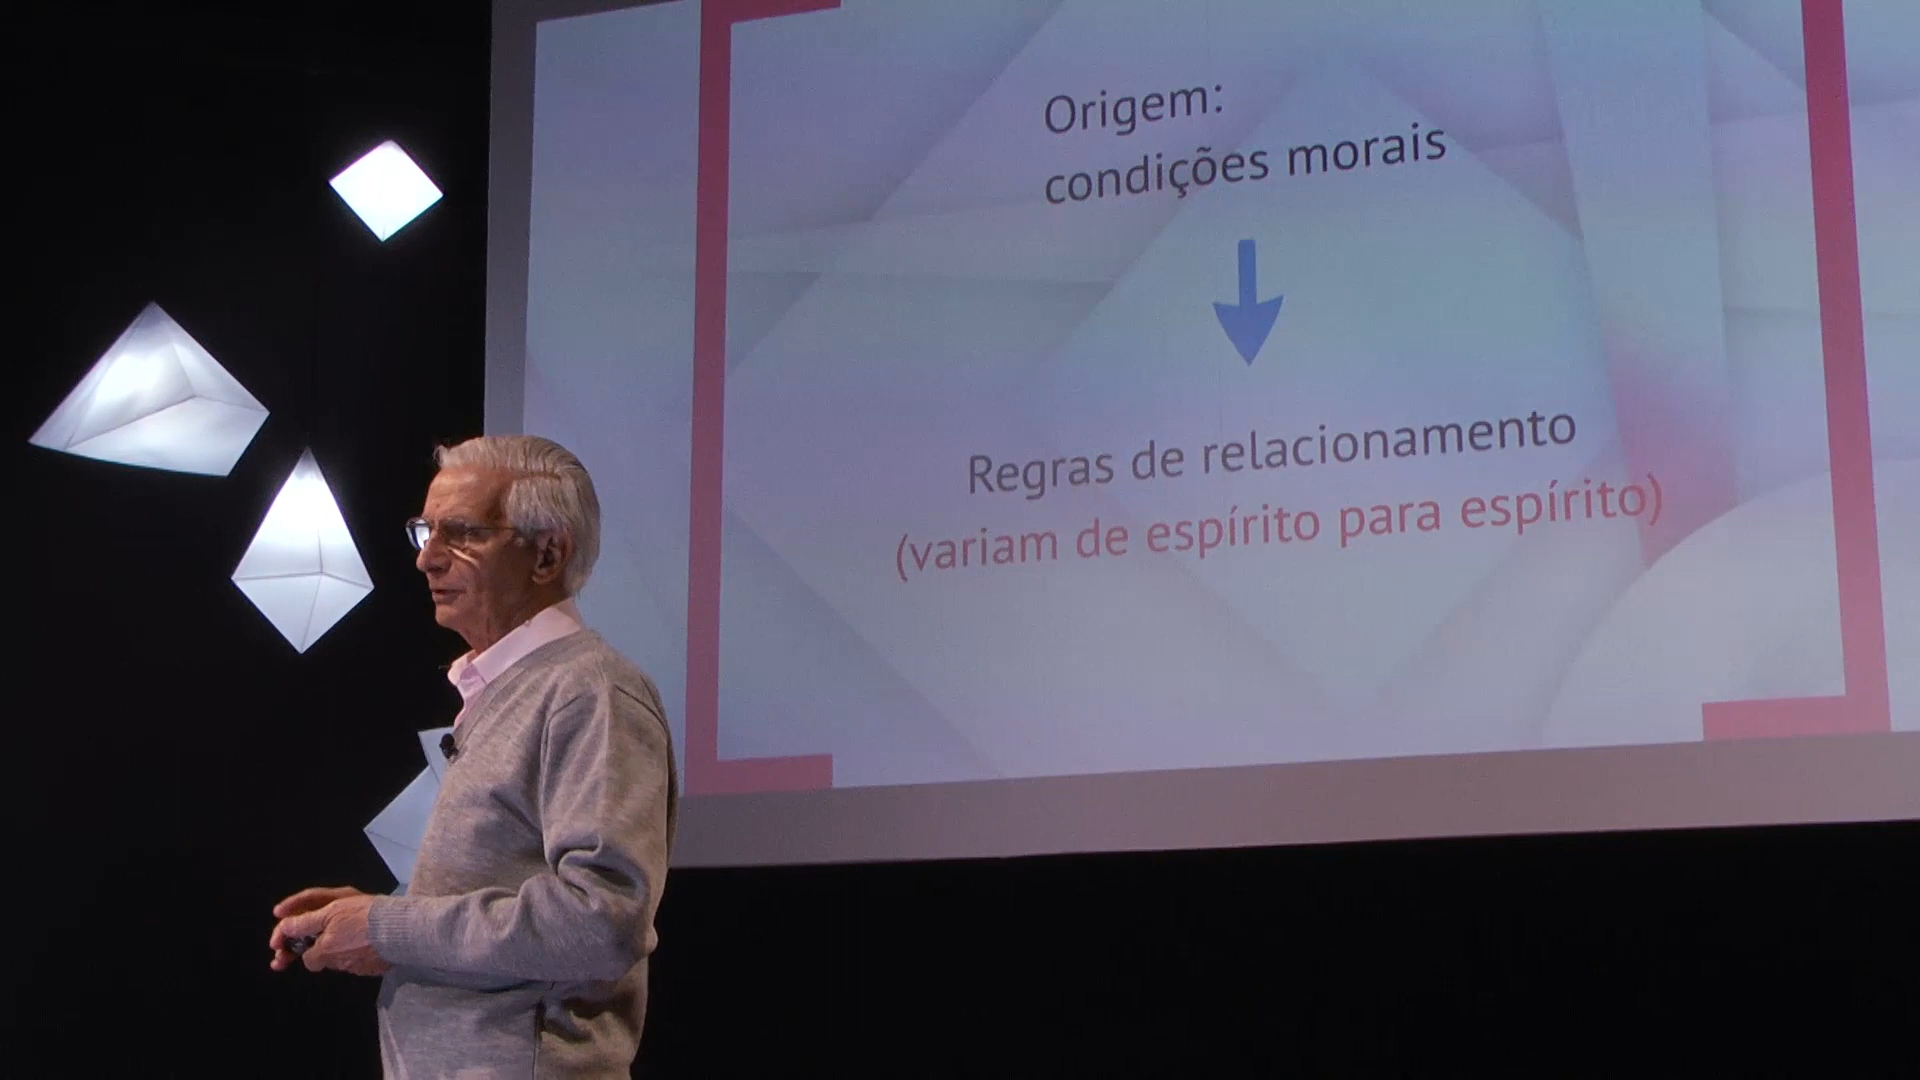 Origem:
condições morais
Regras de relacionamento
(variam de espírito para espírito)